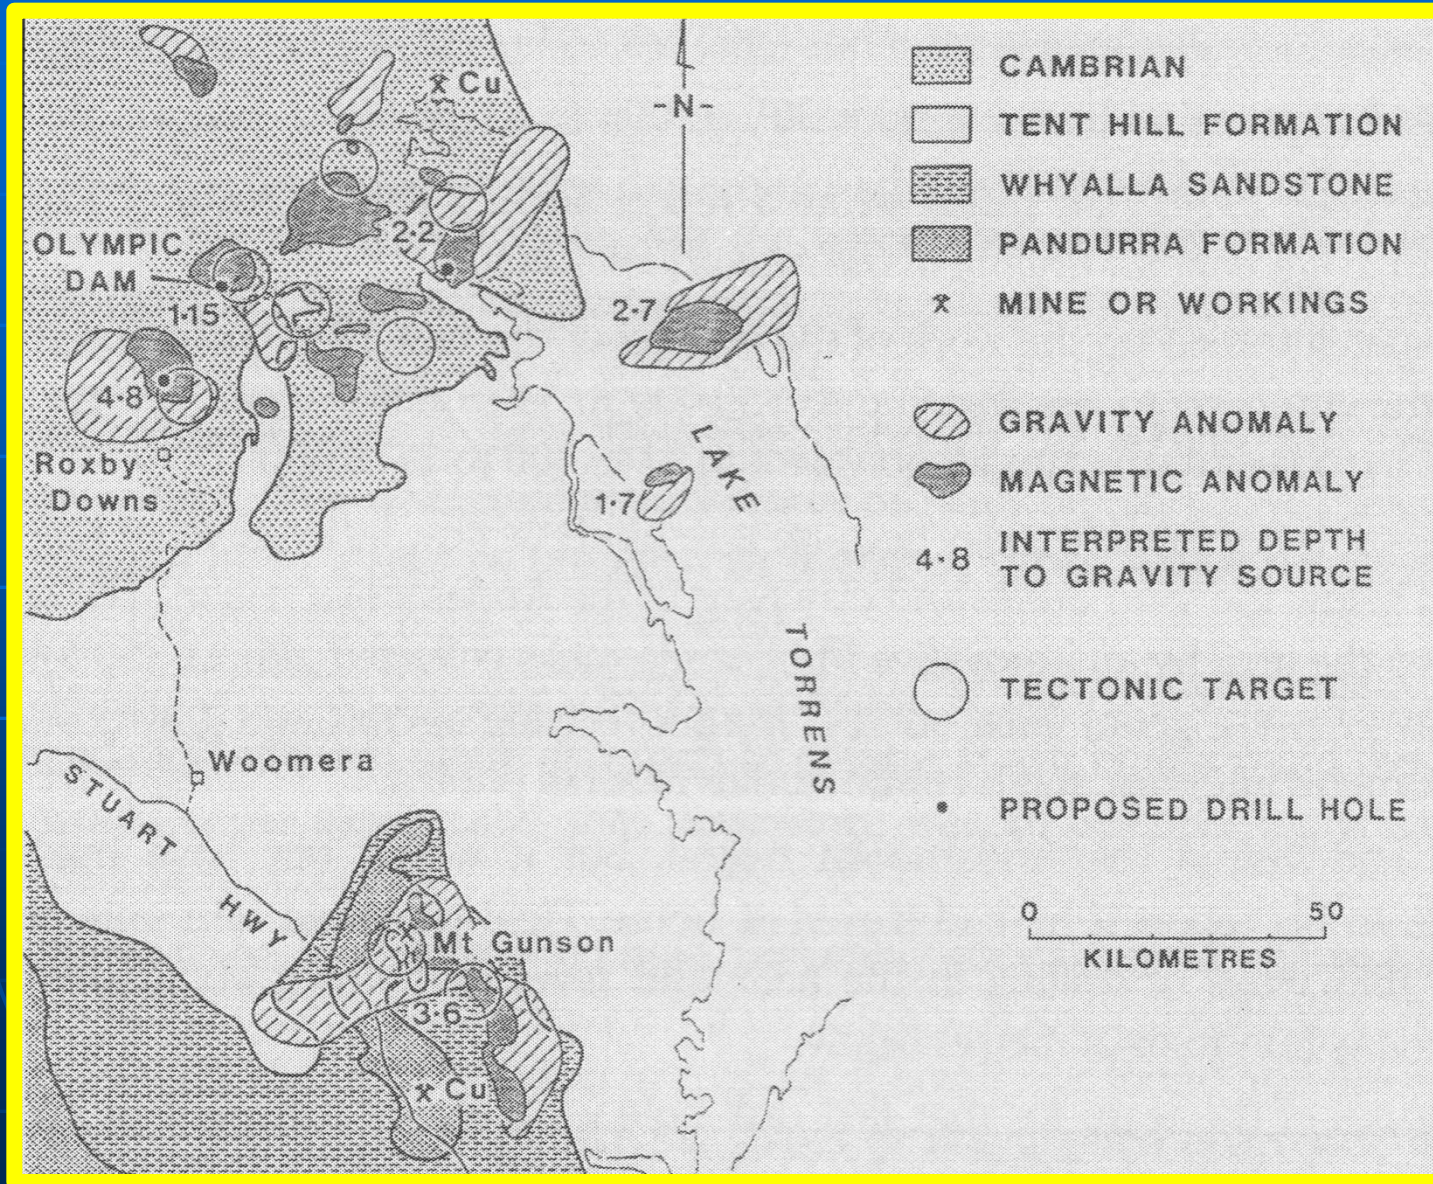 Cu
-N-
OLYMPIC
DAM
1·15
2·2
2·7
4·8
Roxby
Downs
1·7
LAKE
TORRENS
Woomera
STUART
HWY
Mt Gunson
3·6
Cu
CAMBRIAN
TENT HILL FORMATION
WHYALLA SANDSTONE
PANDURRA FORMATION
MINE OR WORKINGS
GRAVITY ANOMALY
MAGNETIC ANOMALY
4·8 INTERPRETED DEPTH
TO GRAVITY SOURCE
TECTONIC TARGET
PROPOSED DRILL HOLE
0 50
KILOMETRES